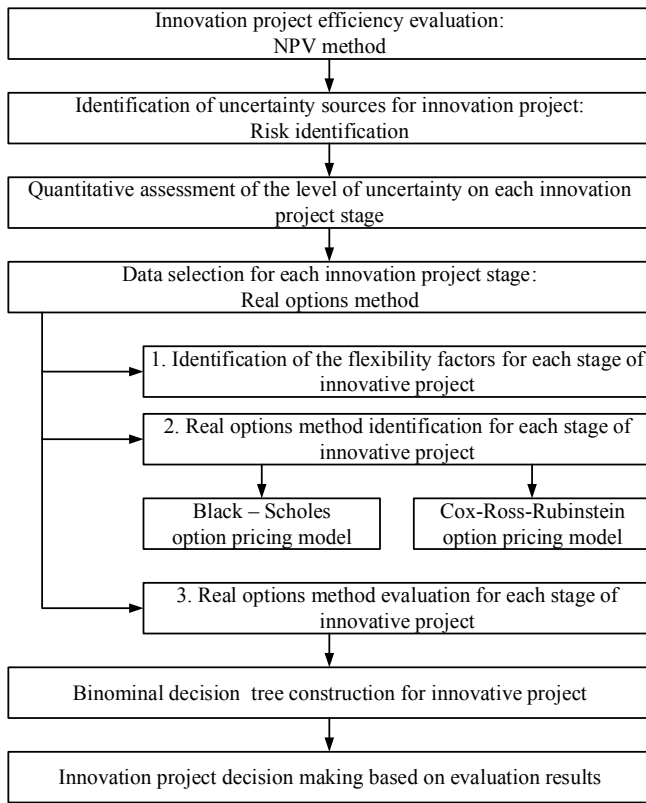 Innovation project efficiency evaluation:
NPV method
Identification of uncertainty sources for innovation project:
Risk identification
Quantitative assessment of the level of uncertainty on each innovation
project stage
Data selection for each innovation project stage:
Real options method
1. Identification of the flexibility factors for each stage of
innovative project
2. Real options method identification for each stage of
innovative project
Black – Scholes
option pricing model
Cox-Ross-Rubinstein
option pricing model
3. Real options method evaluation for each stage of
innovative project
Binominal decision tree construction for innovative project
Innovation project decision making based on evaluation results